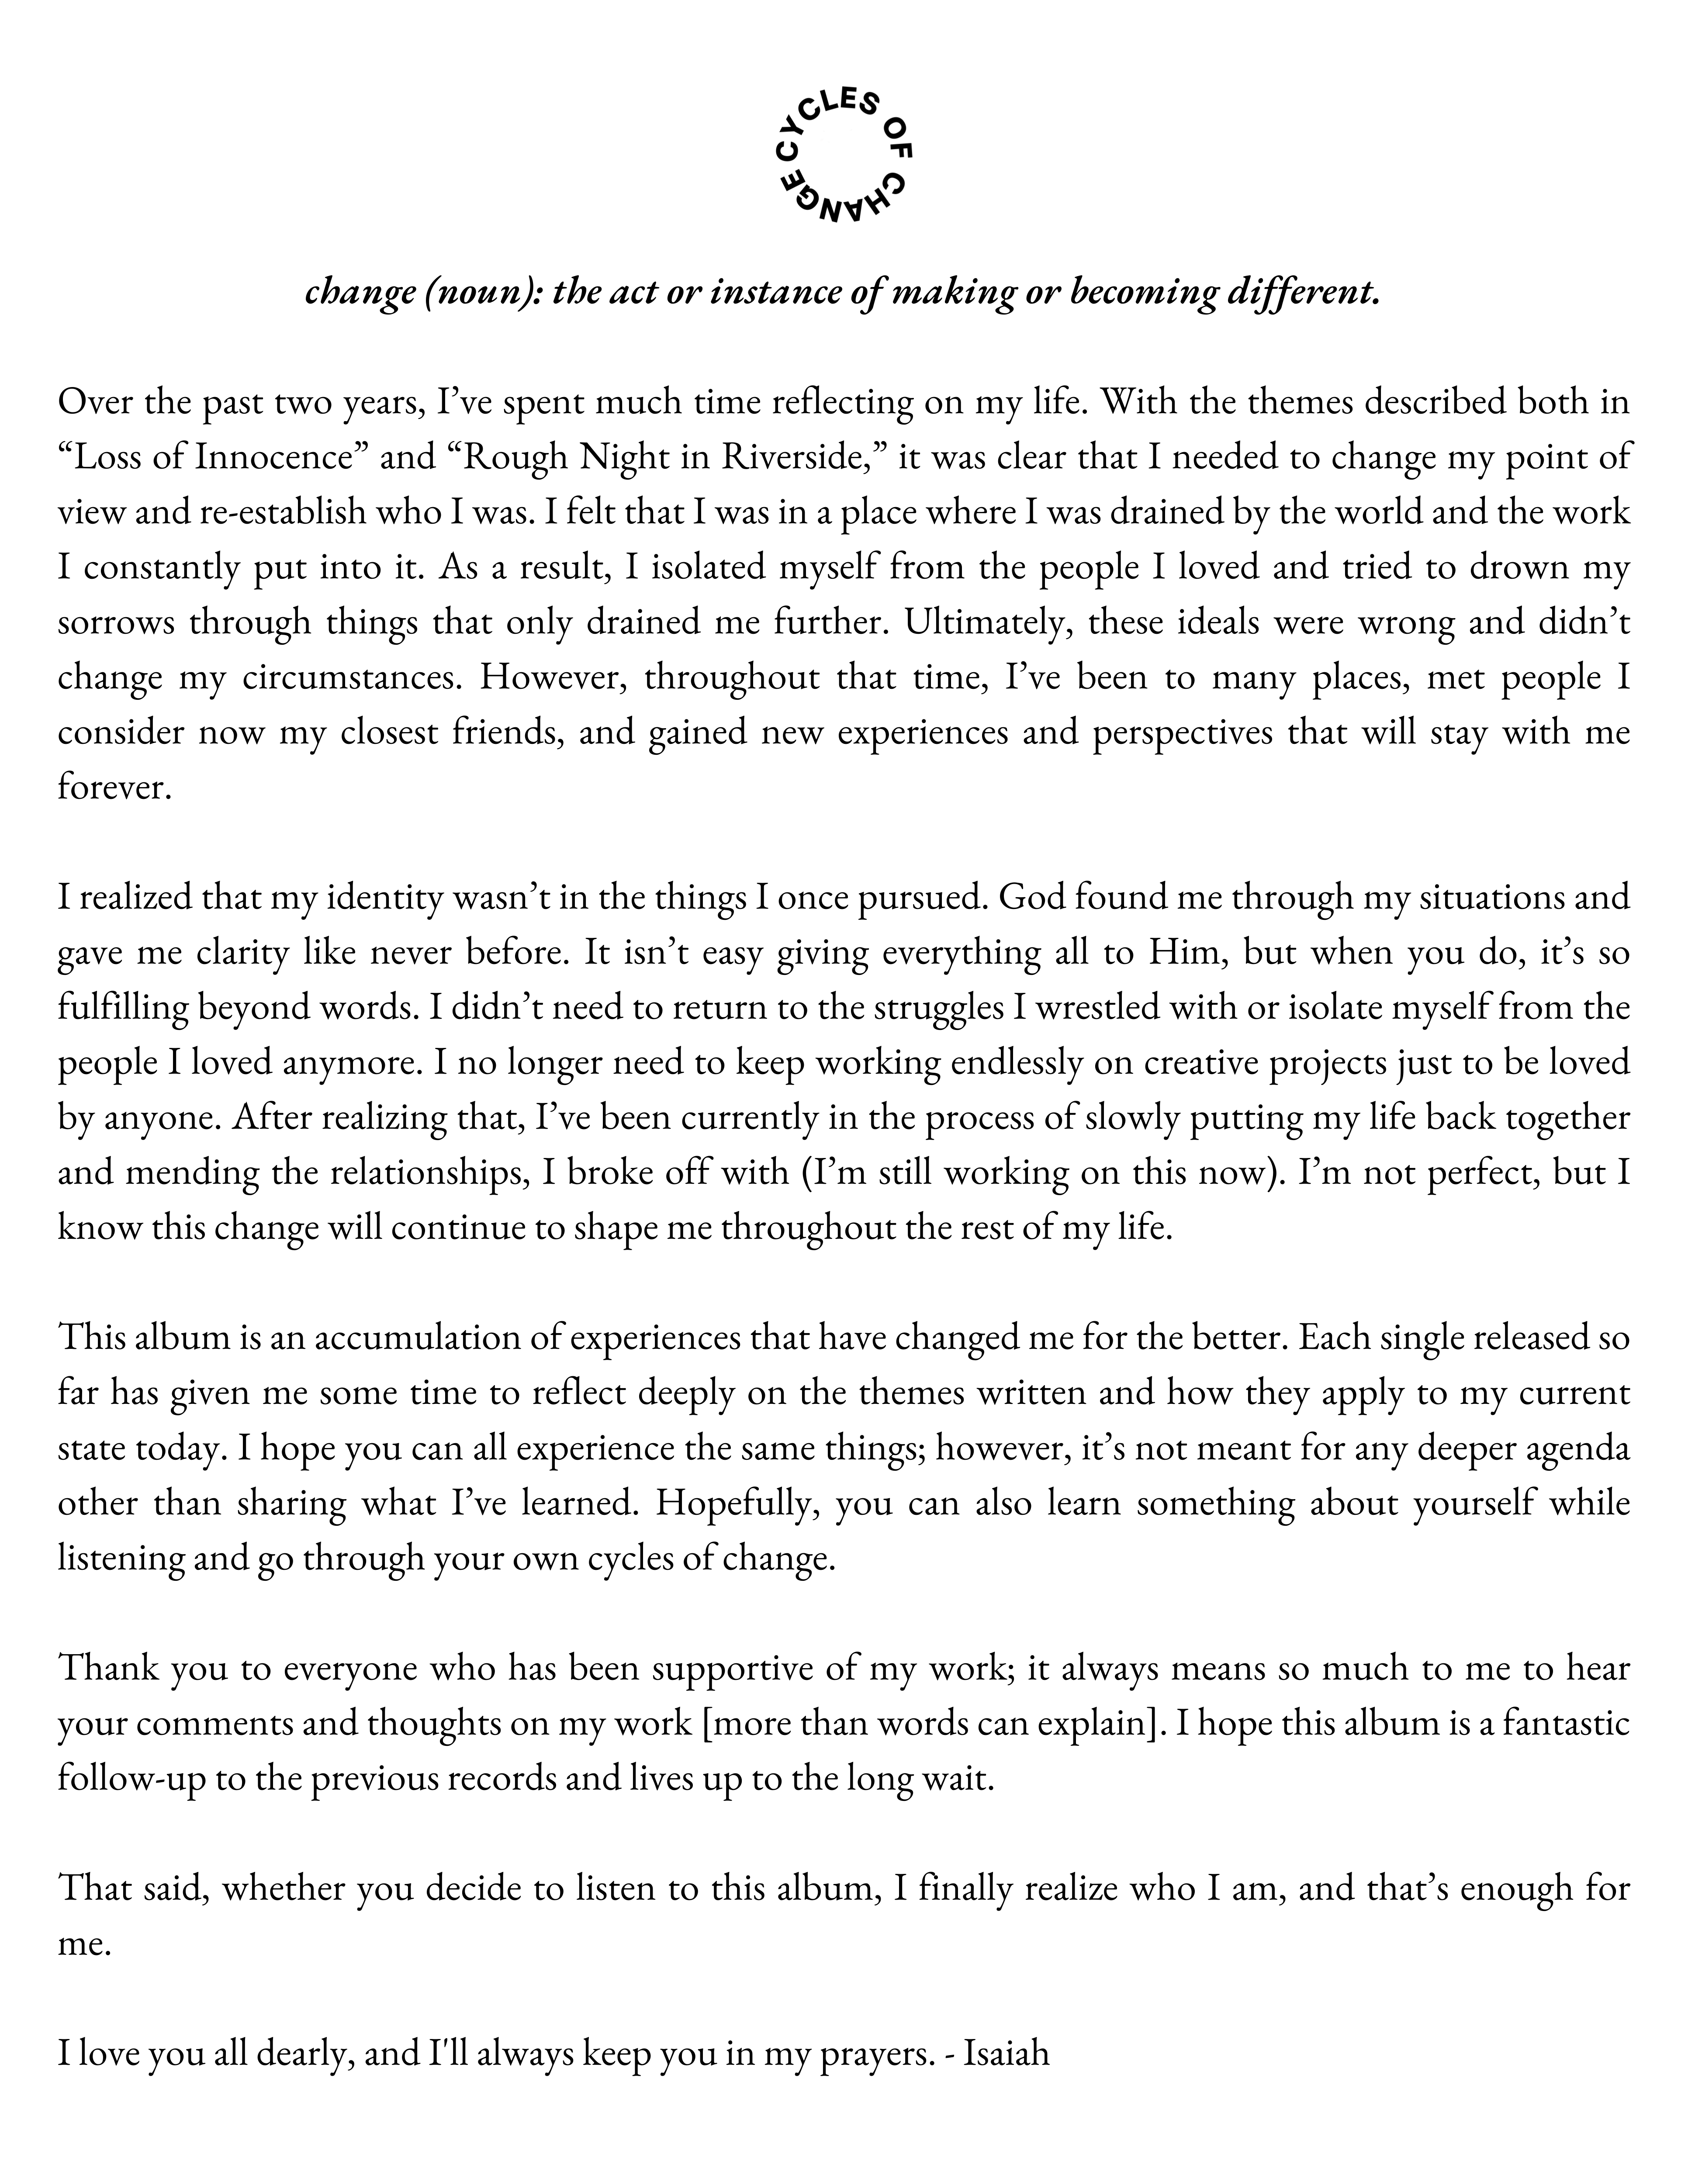 CYCLES OF CHANGE
change (noun): the act or instance of making or becoming different.
Over the past two years, I’ve spent much time reflecting on my life. With the themes described both in
“Loss of Innocence” and “Rough Night in Riverside,” it was clear that I needed to change my point of
view and re-establish who I was. I felt that I was in a place where I was drained by the world and the work
I constantly put into it. As a result, I isolated myself from the people I loved and tried to drown my
sorrows through things that only drained me further. Ultimately, these ideals were wrong and didn’t
change my circumstances. However, throughout that time, I’ve been to many places, met people I
consider now my closest friends, and gained new experiences and perspectives that will stay with me
forever.
I realized that my identity wasn’t in the things I once pursued. God found me through my situations and
gave me clarity like never before. It isn’t easy giving everything all to Him, but when you do, it’s so
fulfilling beyond words. I didn’t need to return to the struggles I wrestled with or isolate myself from the
people I loved anymore. I no longer need to keep working endlessly on creative projects just to be loved
by anyone. After realizing that, I’ve been currently in the process of slowly putting my life back together
and mending the relationships, I broke off with (I’m still working on this now). I’m not perfect, but I
know this change will continue to shape me throughout the rest of my life.
This album is an accumulation of experiences that have changed me for the better. Each single released so
far has given me some time to reflect deeply on the themes written and how they apply to my current
state today. I hope you can all experience the same things; however, it’s not meant for any deeper agenda
other than sharing what I’ve learned. Hopefully, you can also learn something about yourself while
listening and go through your own cycles of change.
Thank you to everyone who has been supportive of my work; it always means so much to me to hear
your comments and thoughts on my work [more than words can explain]. I hope this album is a fantastic
follow-up to the previous records and lives up to the long wait.
That said, whether you decide to listen to this album, I finally realize who I am, and that’s enough for
me.
I love you all dearly, and I'll always keep you in my prayers. - Isaiah